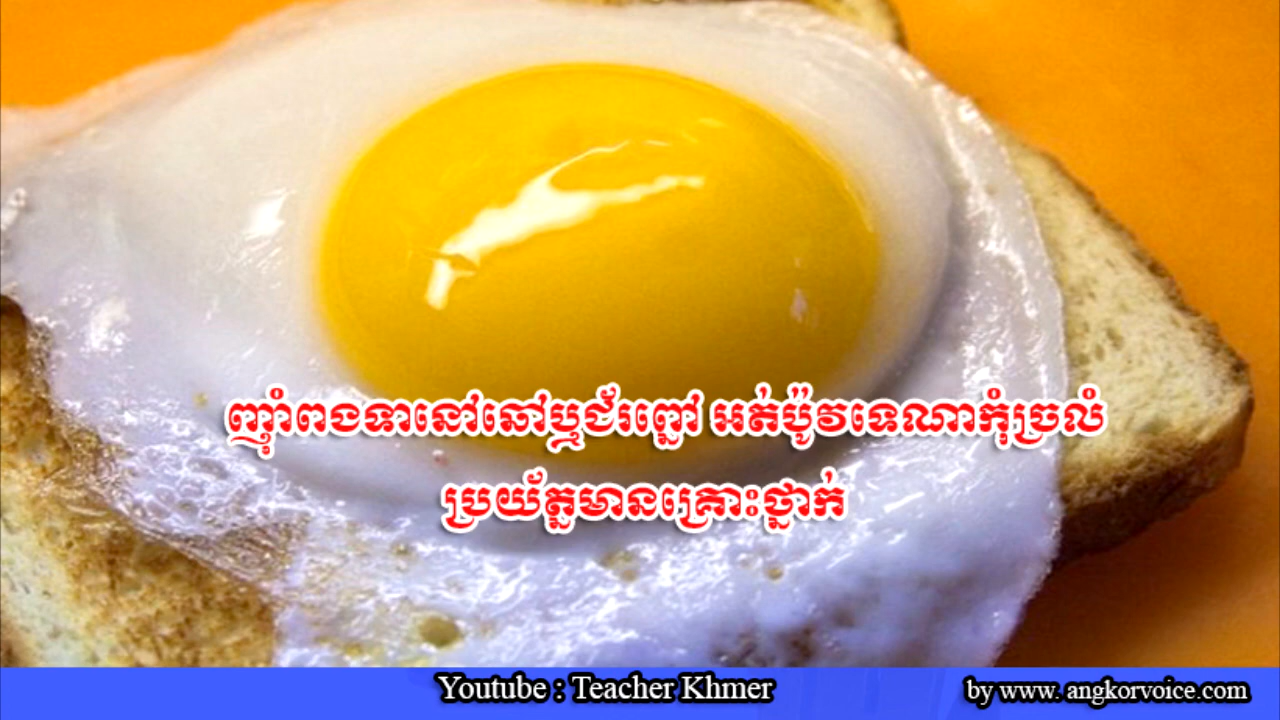 ញ៉ាំពងទានៅឆៅឬជ័រព្នៅ អត់ប៉ូវទេណាកុំច្រលំ
ប្រយ័ត្នមានគ្រោះថ្នាក់
Youtube : Teacher Khmer
by www. angkorvoice.com